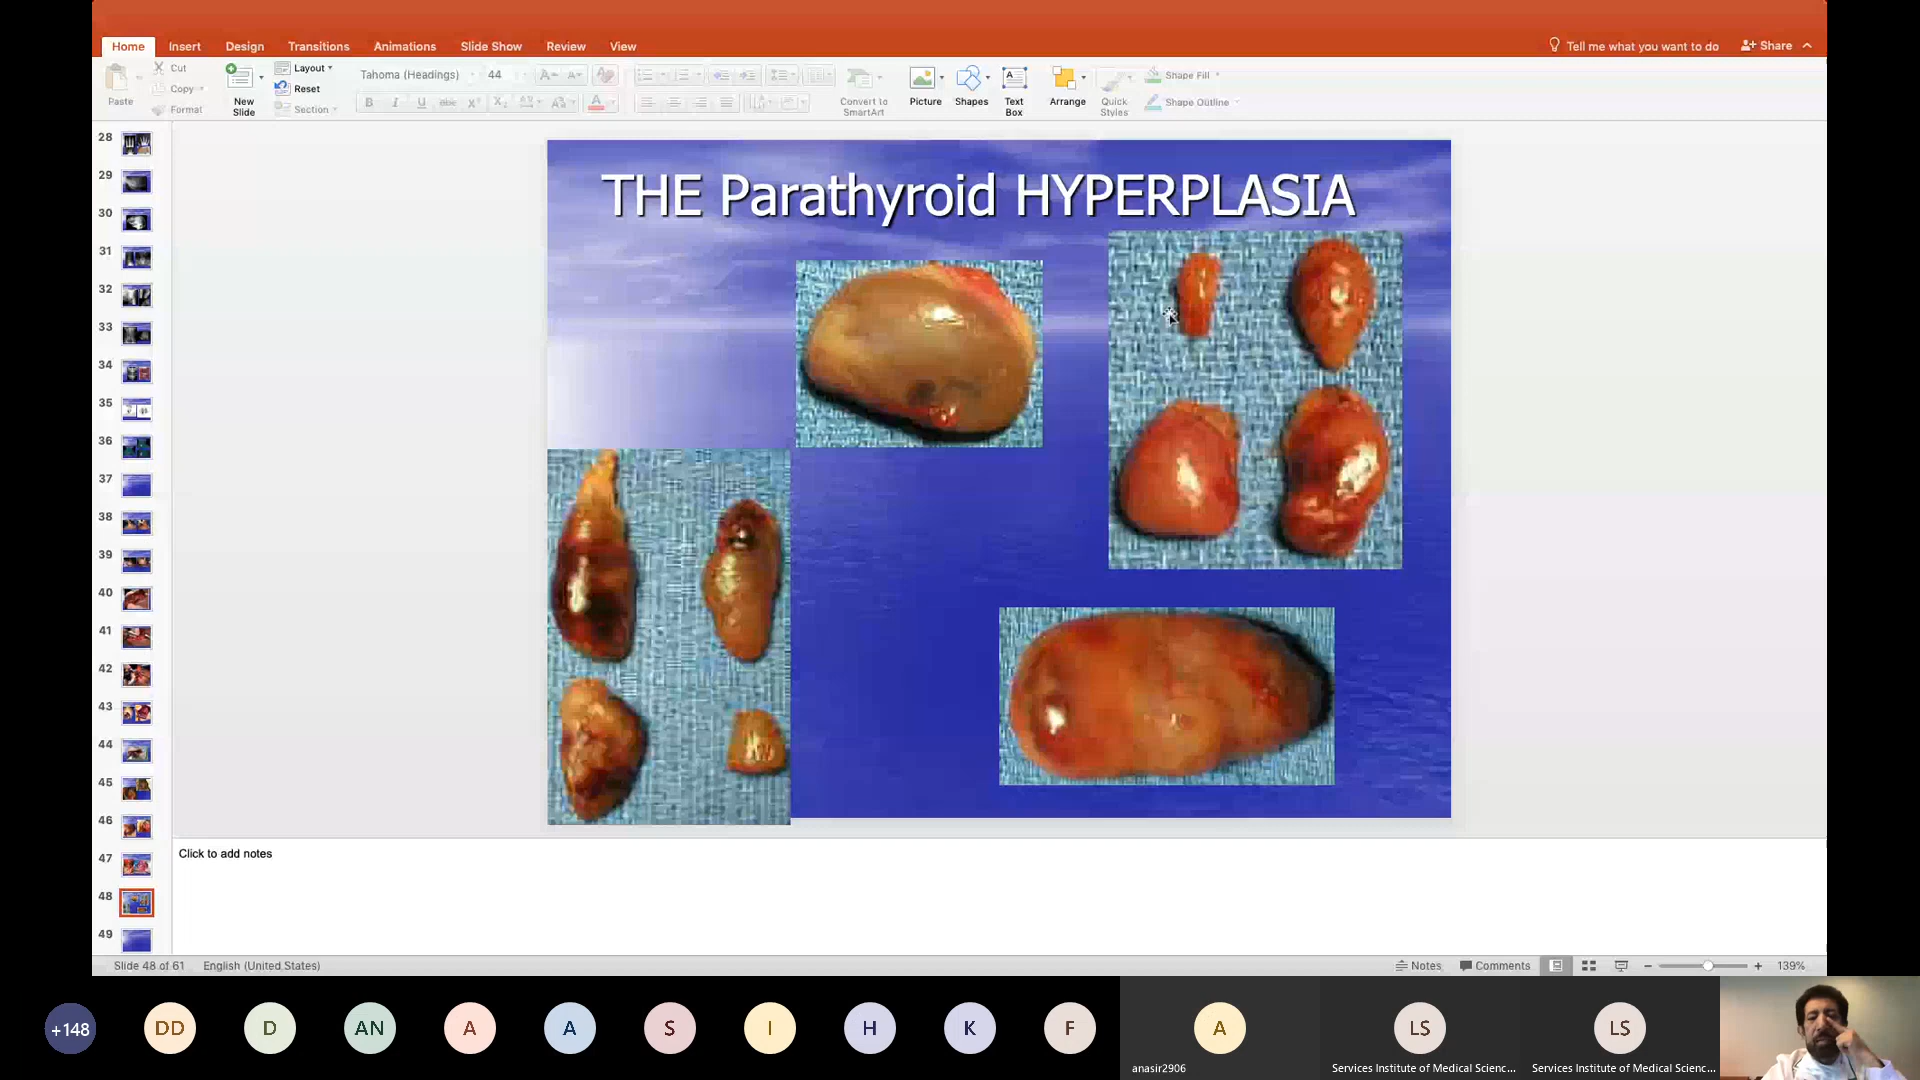 Home Insert Design Transitions Animations Slide Show Review View Tell me what you want to do Share
Paste Cut Copy Format
New Slide
Layout Reset Section
Tahoma (Headings) 44
B I U abc X² X₂ AV Aa A
Convert to SmartArt
Picture Shapes Text Box Arrange Quick Styles
Shape Fill
Shape Outline
28
29
30
31
32
33
34
35
36
37
38
39
40
41
42
43
44
45
46
47
48
49
THE Parathyroid HYPERPLASIA
Click to add notes
Slide 48 of 61 English (United States) Notes Comments 139%
+148 DD D AN A A S I H K F A LS LS
anasir2906 Services Institute of Medical Scienc... Services Institute of Medical Scienc...